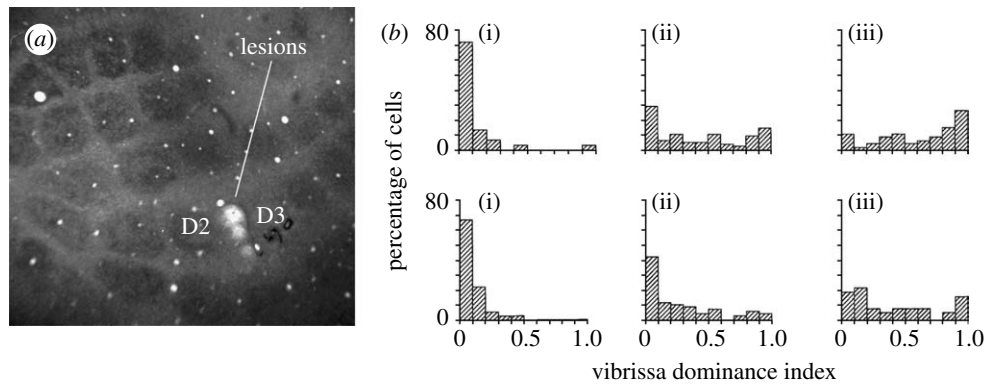 (a)
lesions
D2
D3
(b)
percentage of cells
80
0
(i)
(ii)
(iii)
80
0
(i)
(ii)
(iii)
0 0.5 1.0
0 0.5 1.0
0 0.5 1.0
vibrissa dominance index